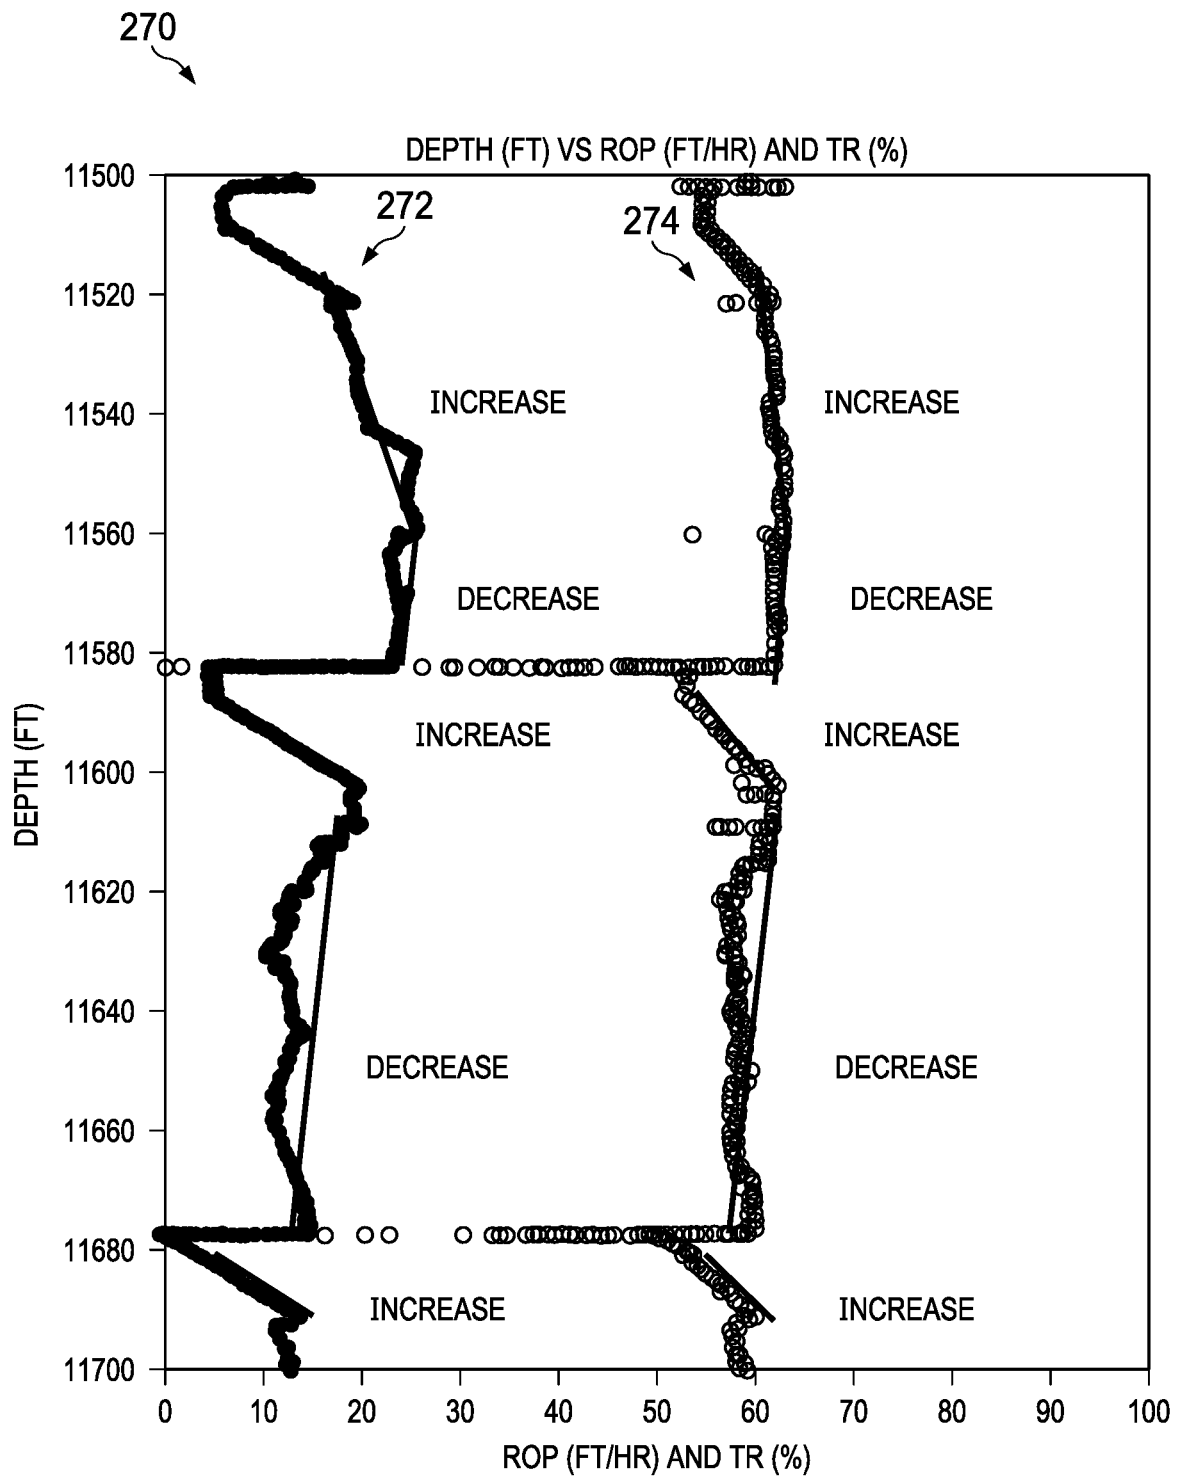 270
DEPTH (FT) VS ROP (FT/HR) AND TR (%)
11500
272
274
11520
11540
INCREASE
INCREASE
11560
DECREASE
DECREASE
11580
INCREASE
INCREASE
11600
DEPTH (FT)
11620
11640
DECREASE
DECREASE
11660
11680
INCREASE
INCREASE
11700
0 10 20 30 40 50 60 70 80 90 100
ROP (FT/HR) AND TR (%)